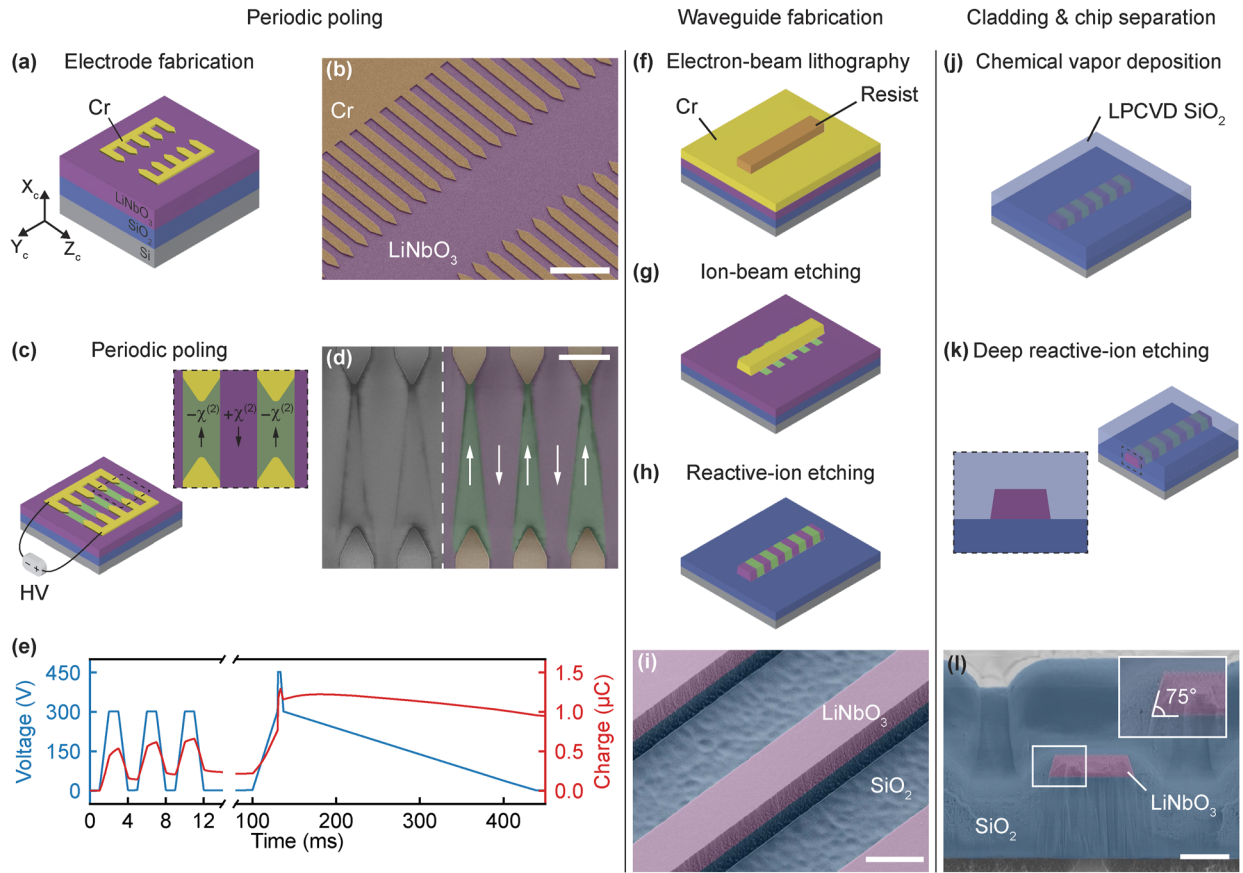 Periodic poling
Waveguide fabrication
Cladding & chip separation
(a) Electrode fabrication
Cr
LiNbO₃
SiO₂
Si
X꜀
Y꜀
Z꜀
(b)
Cr
LiNbO₃
(c) Periodic poling
−χ⁽²⁾ +χ⁽²⁾ −χ⁽²⁾
- +
HV
(d)
(e)
Voltage (V)
450
300
150
0
Charge (μC)
1.5
1.0
0.5
0.0
0 4 8 12 100 200 300 400
Time (ms)
(f) Electron-beam lithography
Cr
Resist
(g) Ion-beam etching
(h) Reactive-ion etching
(i)
LiNbO₃
SiO₂
(j) Chemical vapor deposition
LPCVD SiO₂
(k) Deep reactive-ion etching
(l)
75°
LiNbO₃
SiO₂